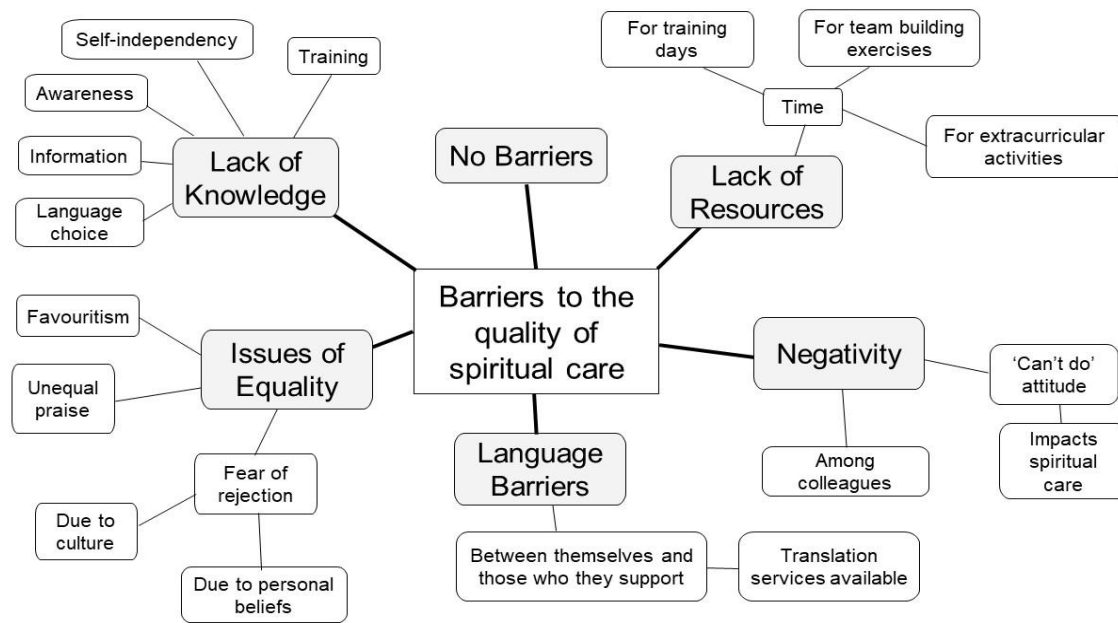 Self-independency
Training
Awareness
Information
Language
choice
Lack of
Knowledge
No Barriers
For training
days
For team building
exercises
Time
For extracurricular
activities
Lack of
Resources
Barriers to the
quality of
spiritual care
Favouritism
Unequal
praise
Issues of
Equality
Fear of
rejection
Due to
culture
Due to personal
beliefs
Language
Barriers
Between themselves and
those who they support
Translation
services available
Negativity
Among
colleagues
‘Can’t do’
attitude
Impacts
spiritual
care